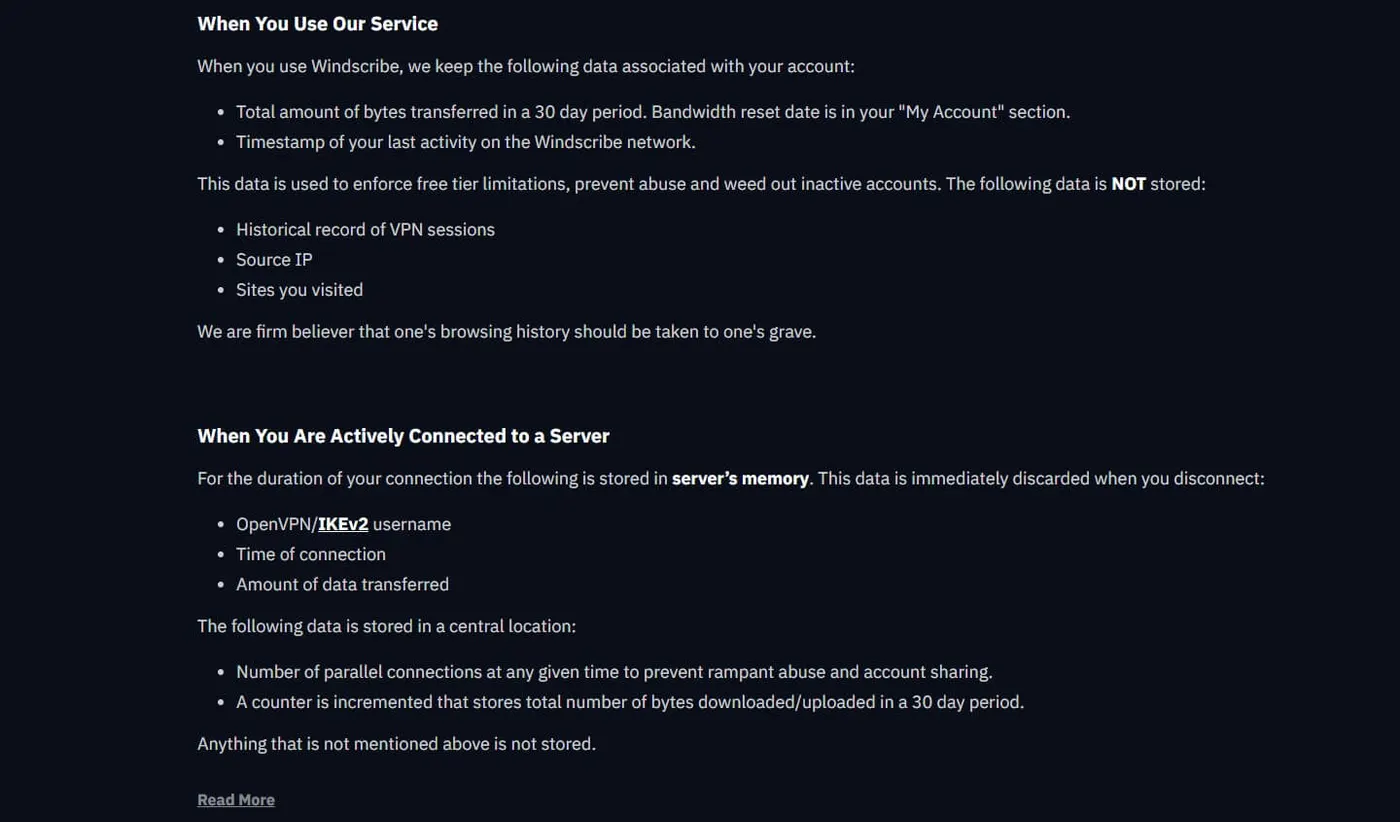 When You Use Our Service
When you use Windscribe, we keep the following data associated with your account:
• Total amount of bytes transferred in a 30 day period. Bandwidth reset date is in your "My Account" section.
• Timestamp of your last activity on the Windscribe network.
This data is used to enforce free tier limitations, prevent abuse and weed out inactive accounts. The following data is NOT stored:
• Historical record of VPN sessions
• Source IP
• Sites you visited
We are firm believer that one's browsing history should be taken to one's grave.
When You Are Actively Connected to a Server
For the duration of your connection the following is stored in server’s memory. This data is immediately discarded when you disconnect:
• OpenVPN/IKEv2 username
• Time of connection
• Amount of data transferred
The following data is stored in a central location:
• Number of parallel connections at any given time to prevent rampant abuse and account sharing.
• A counter is incremented that stores total number of bytes downloaded/uploaded in a 30 day period.
Anything that is not mentioned above is not stored.
Read More